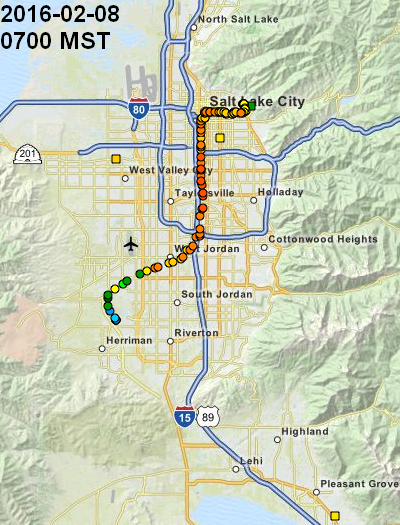 2016-02-08
0700 MST
North Salt Lake
80
Salt Lake City
201
West Valley City
Taylorsville
Holladay
Cottonwood Heights
West Jordan
South Jordan
Riverton
Herriman
15
89
Highland
Lehi
Pleasant Grove